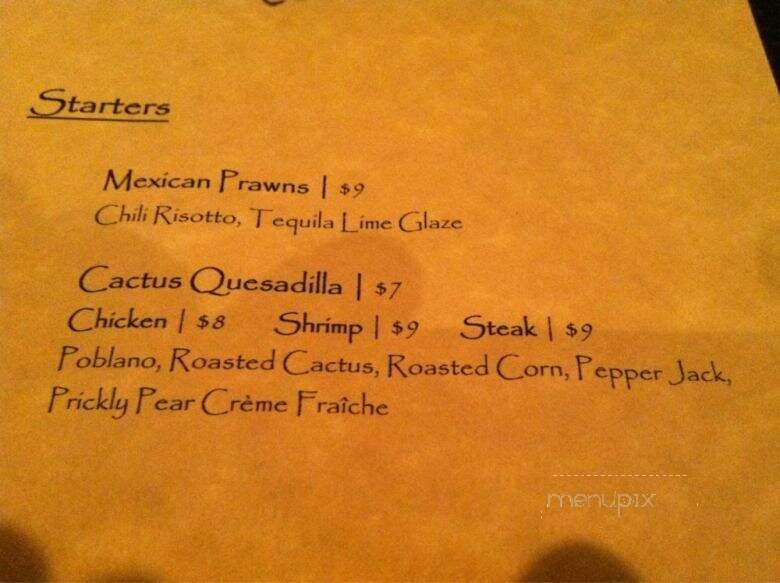 Starters
Mexican Prawns | $9
Chili Risotto, Tequila Lime Glaze
Cactus Quesadilla | $7
Chicken | $8 Shrimp | $9 Steak | $9
Poblano, Roasted Cactus, Roasted Corn, Pepper Jack,
Prickly Pear Crème Fraîche
menupix